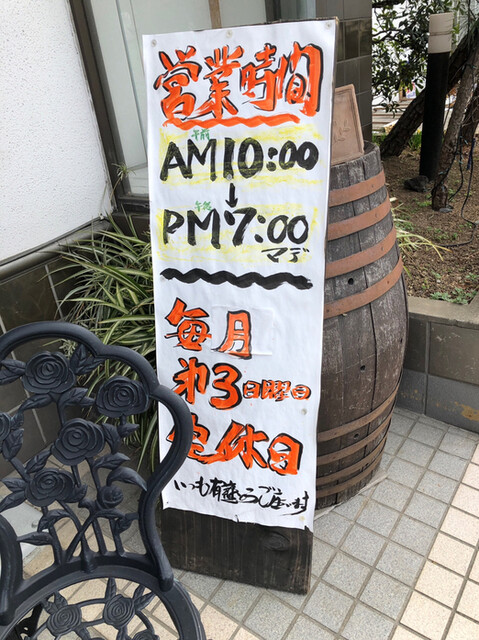 営業時間
午前
AM10:00
↓
午後
PM7:00
マデ
毎月
第3日曜日
定休日
いつも有難うございます